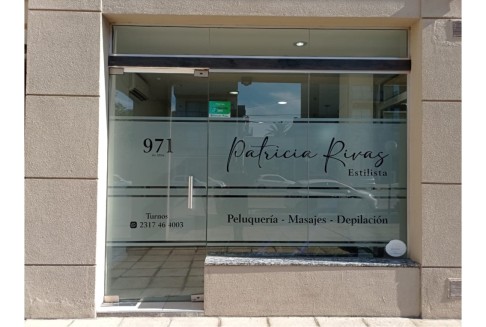 971
Patricia Rivas
Estilista
Peluquería - Masajes - Depilación
Turnos
2317 46 4003